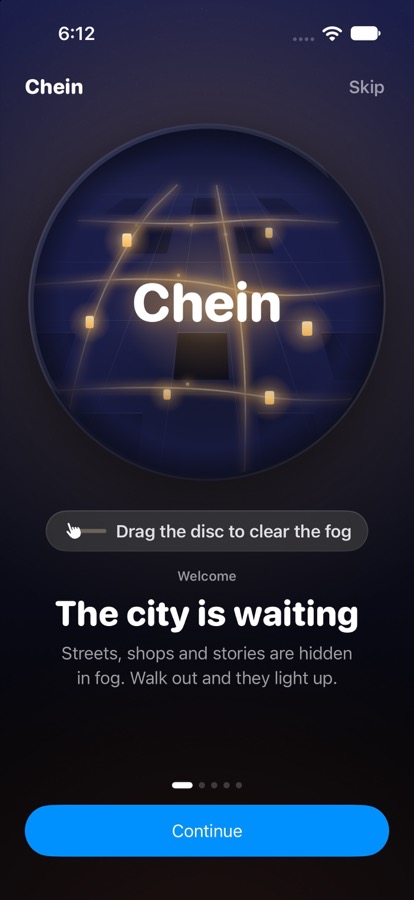 6:12
Chein
Skip
Chein
Drag the disc to clear the fog
Welcome
The city is waiting
Streets, shops and stories are hidden
in fog. Walk out and they light up.
Continue